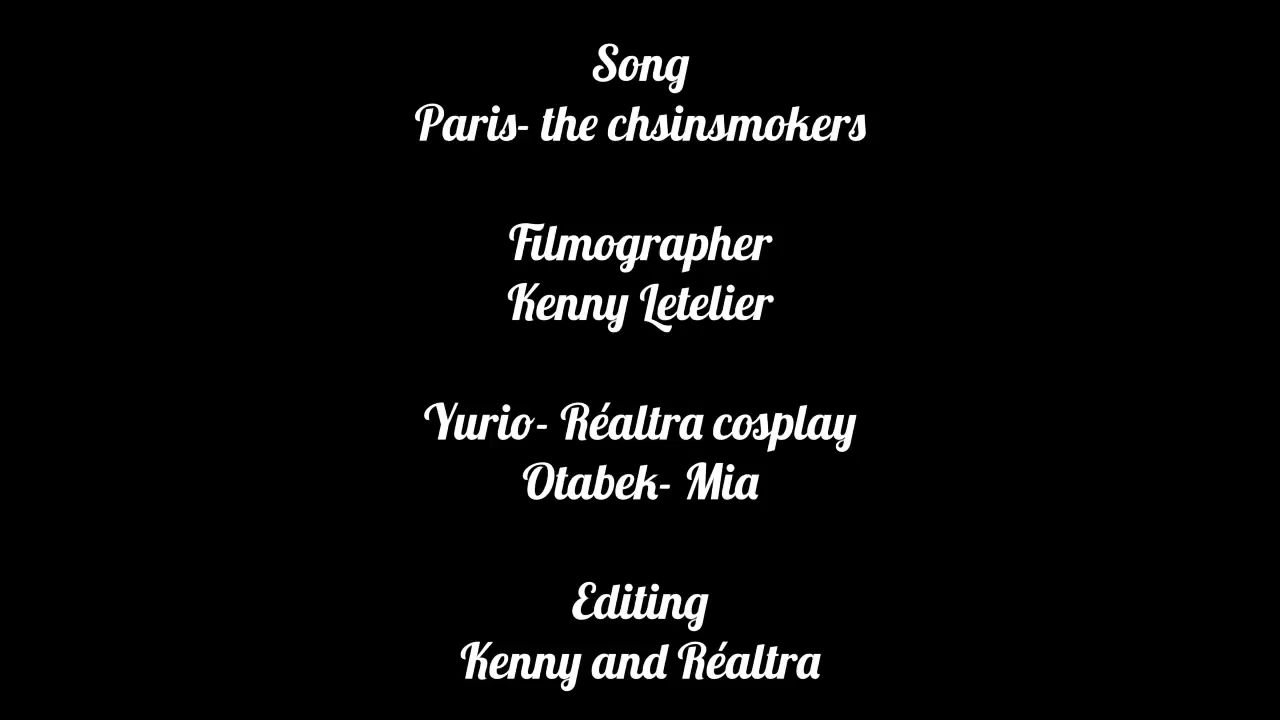 Song
Paris- the chsinsmokers
Filmographer
Kenny Letelier
Yurio- Réaltra cosplay
Otabek- Mia
Editing
Kenny and Réaltra